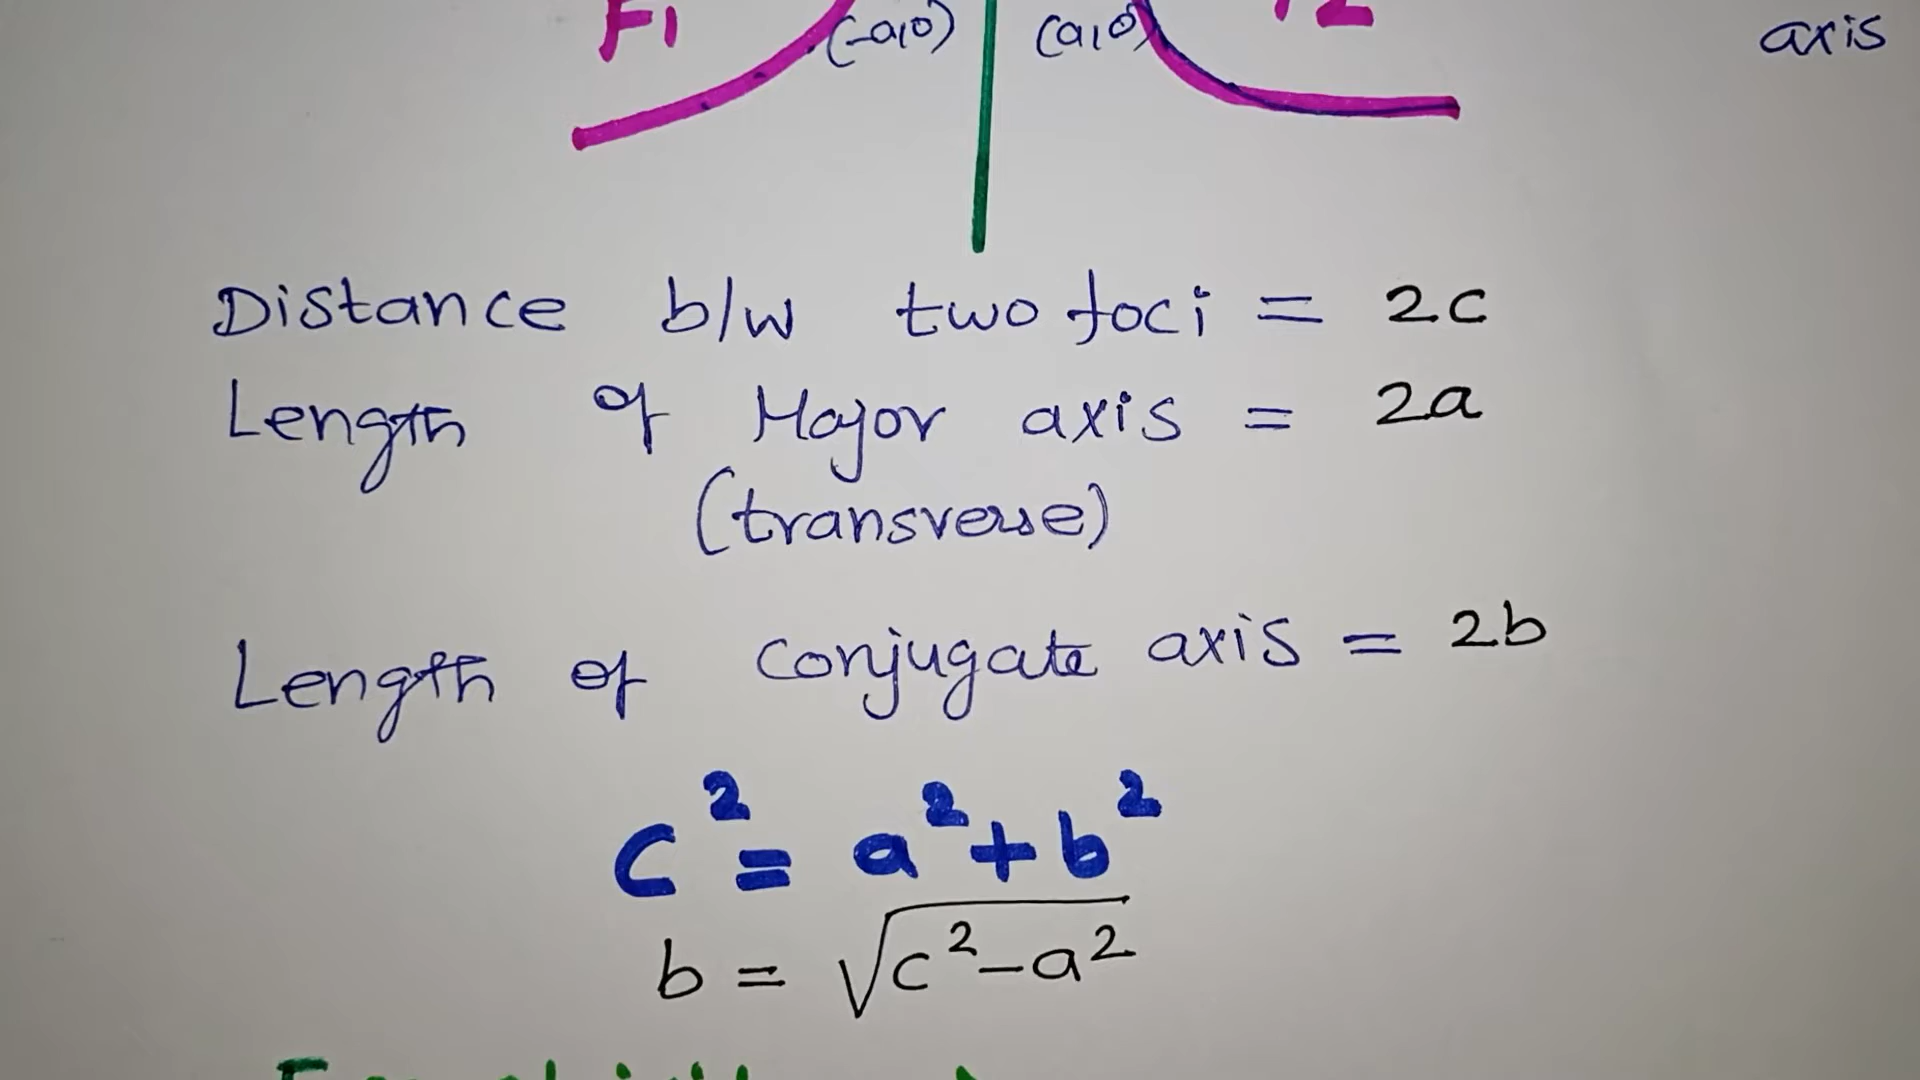 F1 (-a,0) (a,0) axis
Distance b/w two foci = 2c
Length of Major axis = 2a
(transverse)
Length of conjugate axis = 2b
c² = a² + b²
b = √c² - a²